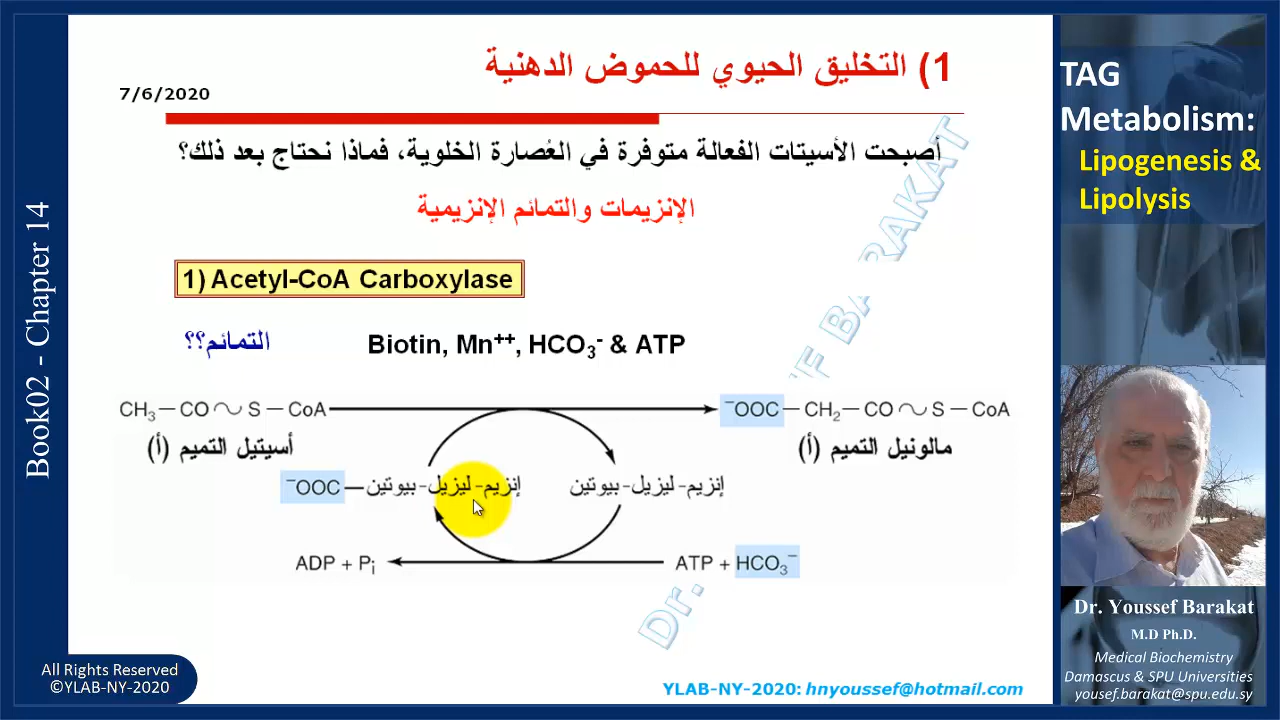 1) التخليق الحيوي للحموض الدهنية
7/6/2020
أصبحت الأسيتات الفعالة متوفرة في العُصارة الخلوية، فماذا نحتاج بعد ذلك؟
الإنزيمات والتمائم الإنزيمية
1) Acetyl-CoA Carboxylase
التمائم؟؟
Biotin, Mn++, HCO3- & ATP
CH3 — CO ~ S — CoA
–OOC — CH2 — CO ~ S — CoA
أسيتيل التميم (أ)
مالونيل التميم (أ)
–OOC — إنزيم-ليزيل-بيوتين
إنزيم-ليزيل-بيوتين
ADP + Pi
ATP + HCO3–
YLAB-NY-2020: hnyoussef@hotmail.com
Book02 - Chapter 14
All Rights Reserved
©YLAB-NY-2020
TAG
Metabolism:
Lipogenesis &
Lipolysis
Dr. Youssef Barakat
M.D Ph.D.
Medical Biochemistry
Damascus & SPU Universities
yousef.barakat@spu.edu.sy